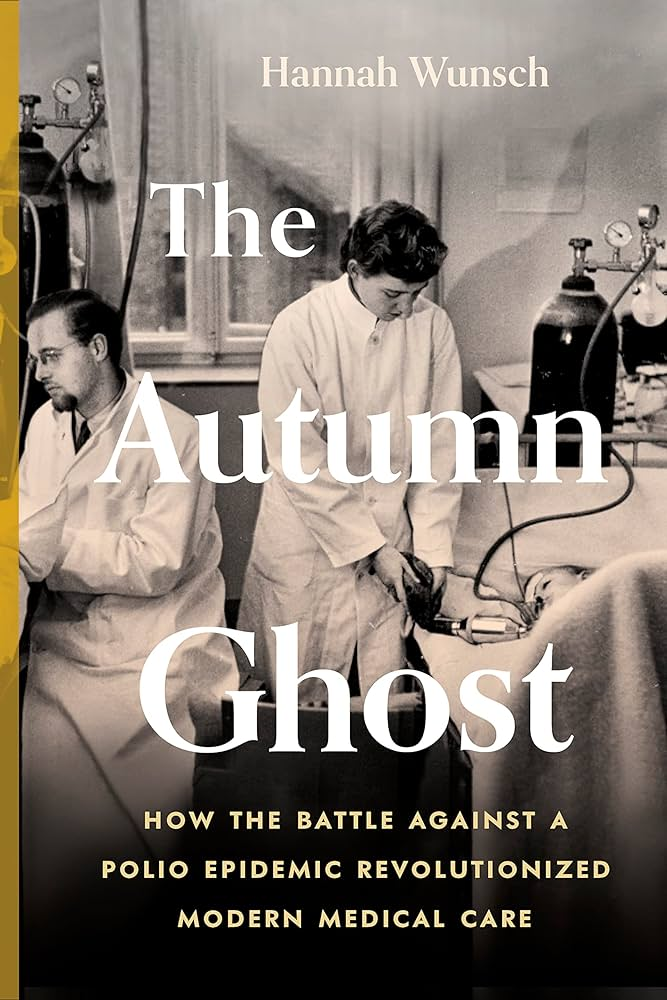 Hannah Wunsch
The
Autumn
Ghost
HOW THE BATTLE AGAINST A
POLIO EPIDEMIC REVOLUTIONIZED
MODERN MEDICAL CARE